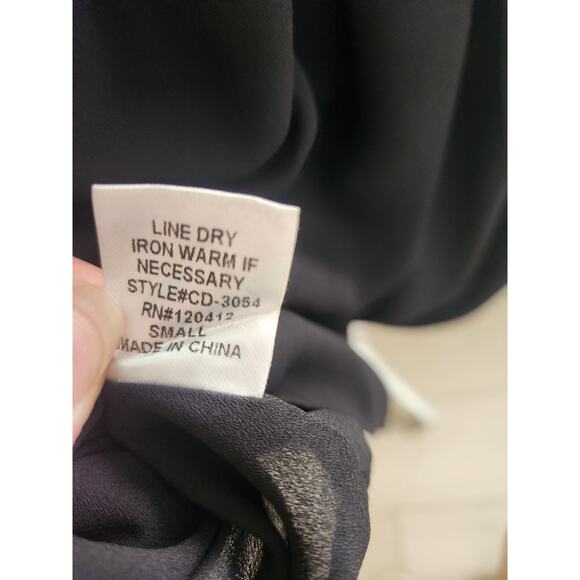 LINE DRY
IRON WARM IF
NECESSARY
STYLE#CD-3054
RN#120412
SMALL
MADE IN CHINA